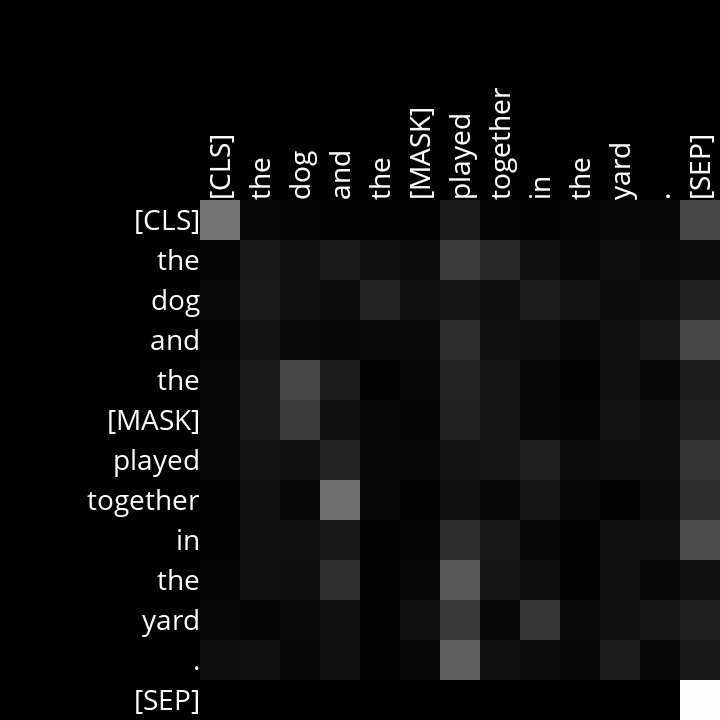 [CLS] the dog and the [MASK] played together in the yard . [SEP]
[CLS]
the
dog
and
the
[MASK]
played
together
in
the
yard
.
[SEP]